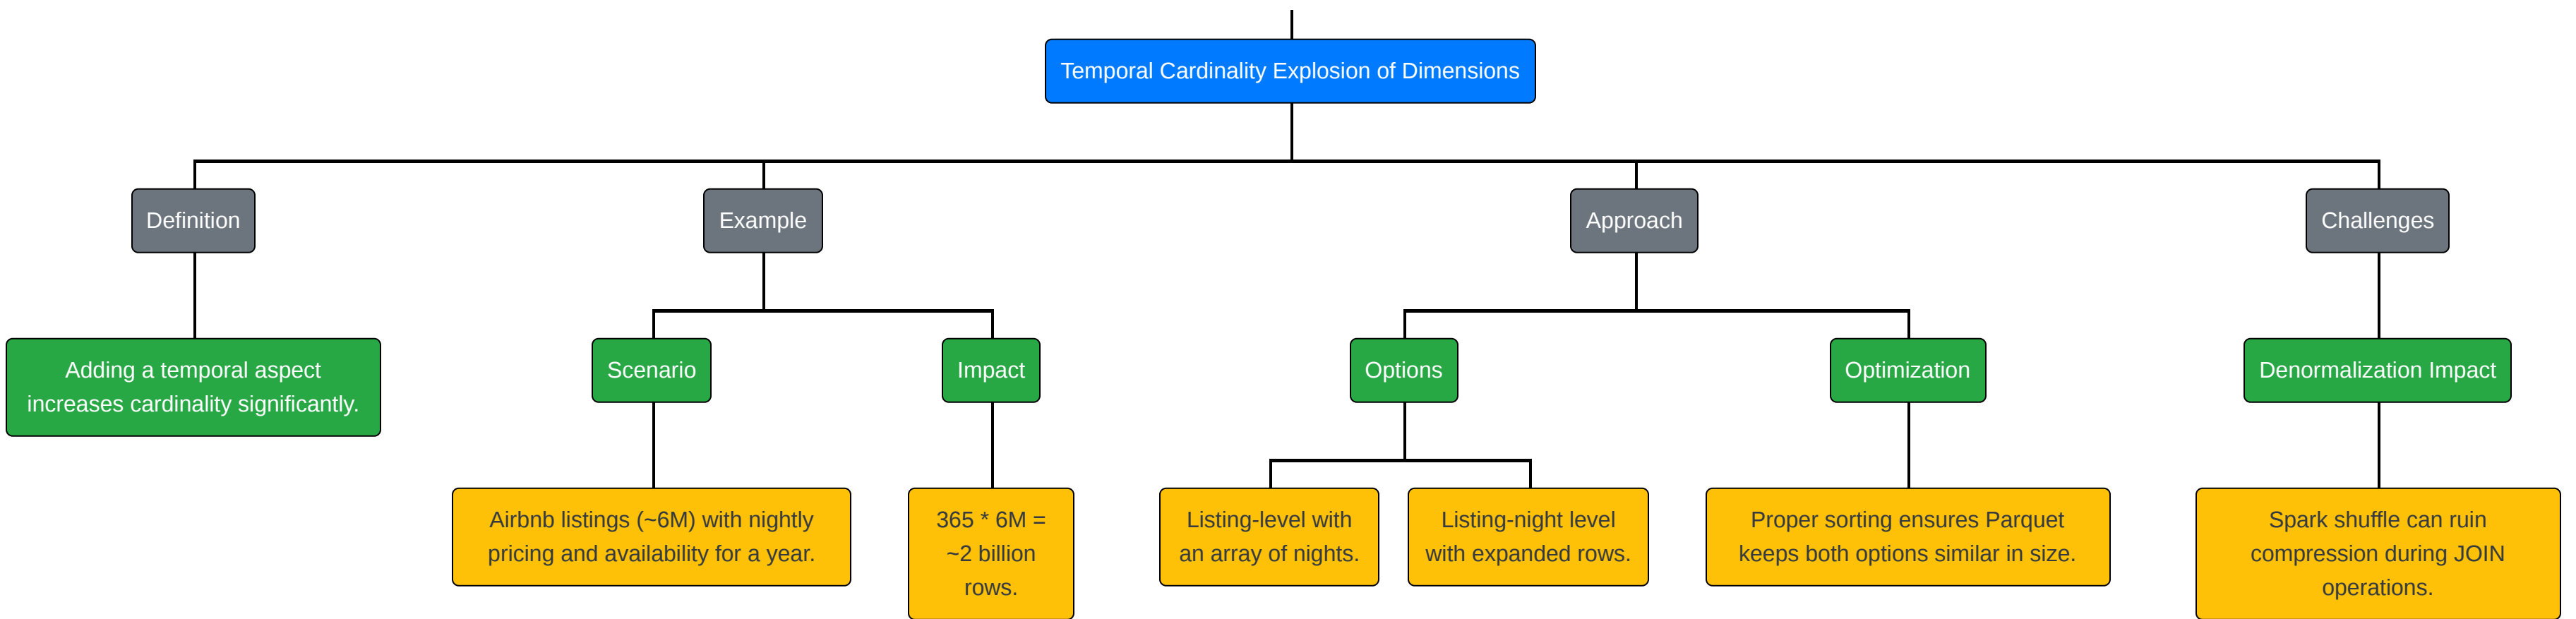 Temporal Cardinality Explosion of Dimensions
Definition
Example
Approach
Challenges
Adding a temporal aspect
increases cardinality significantly.
Scenario
Impact
Options
Optimization
Denormalization Impact
Airbnb listings (~6M) with nightly
pricing and availability for a year.
365 * 6M =
~2 billion
rows.
Listing-level with
an array of nights.
Listing-night level
with expanded rows.
Proper sorting ensures Parquet
keeps both options similar in size.
Spark shuffle can ruin
compression during JOIN
operations.